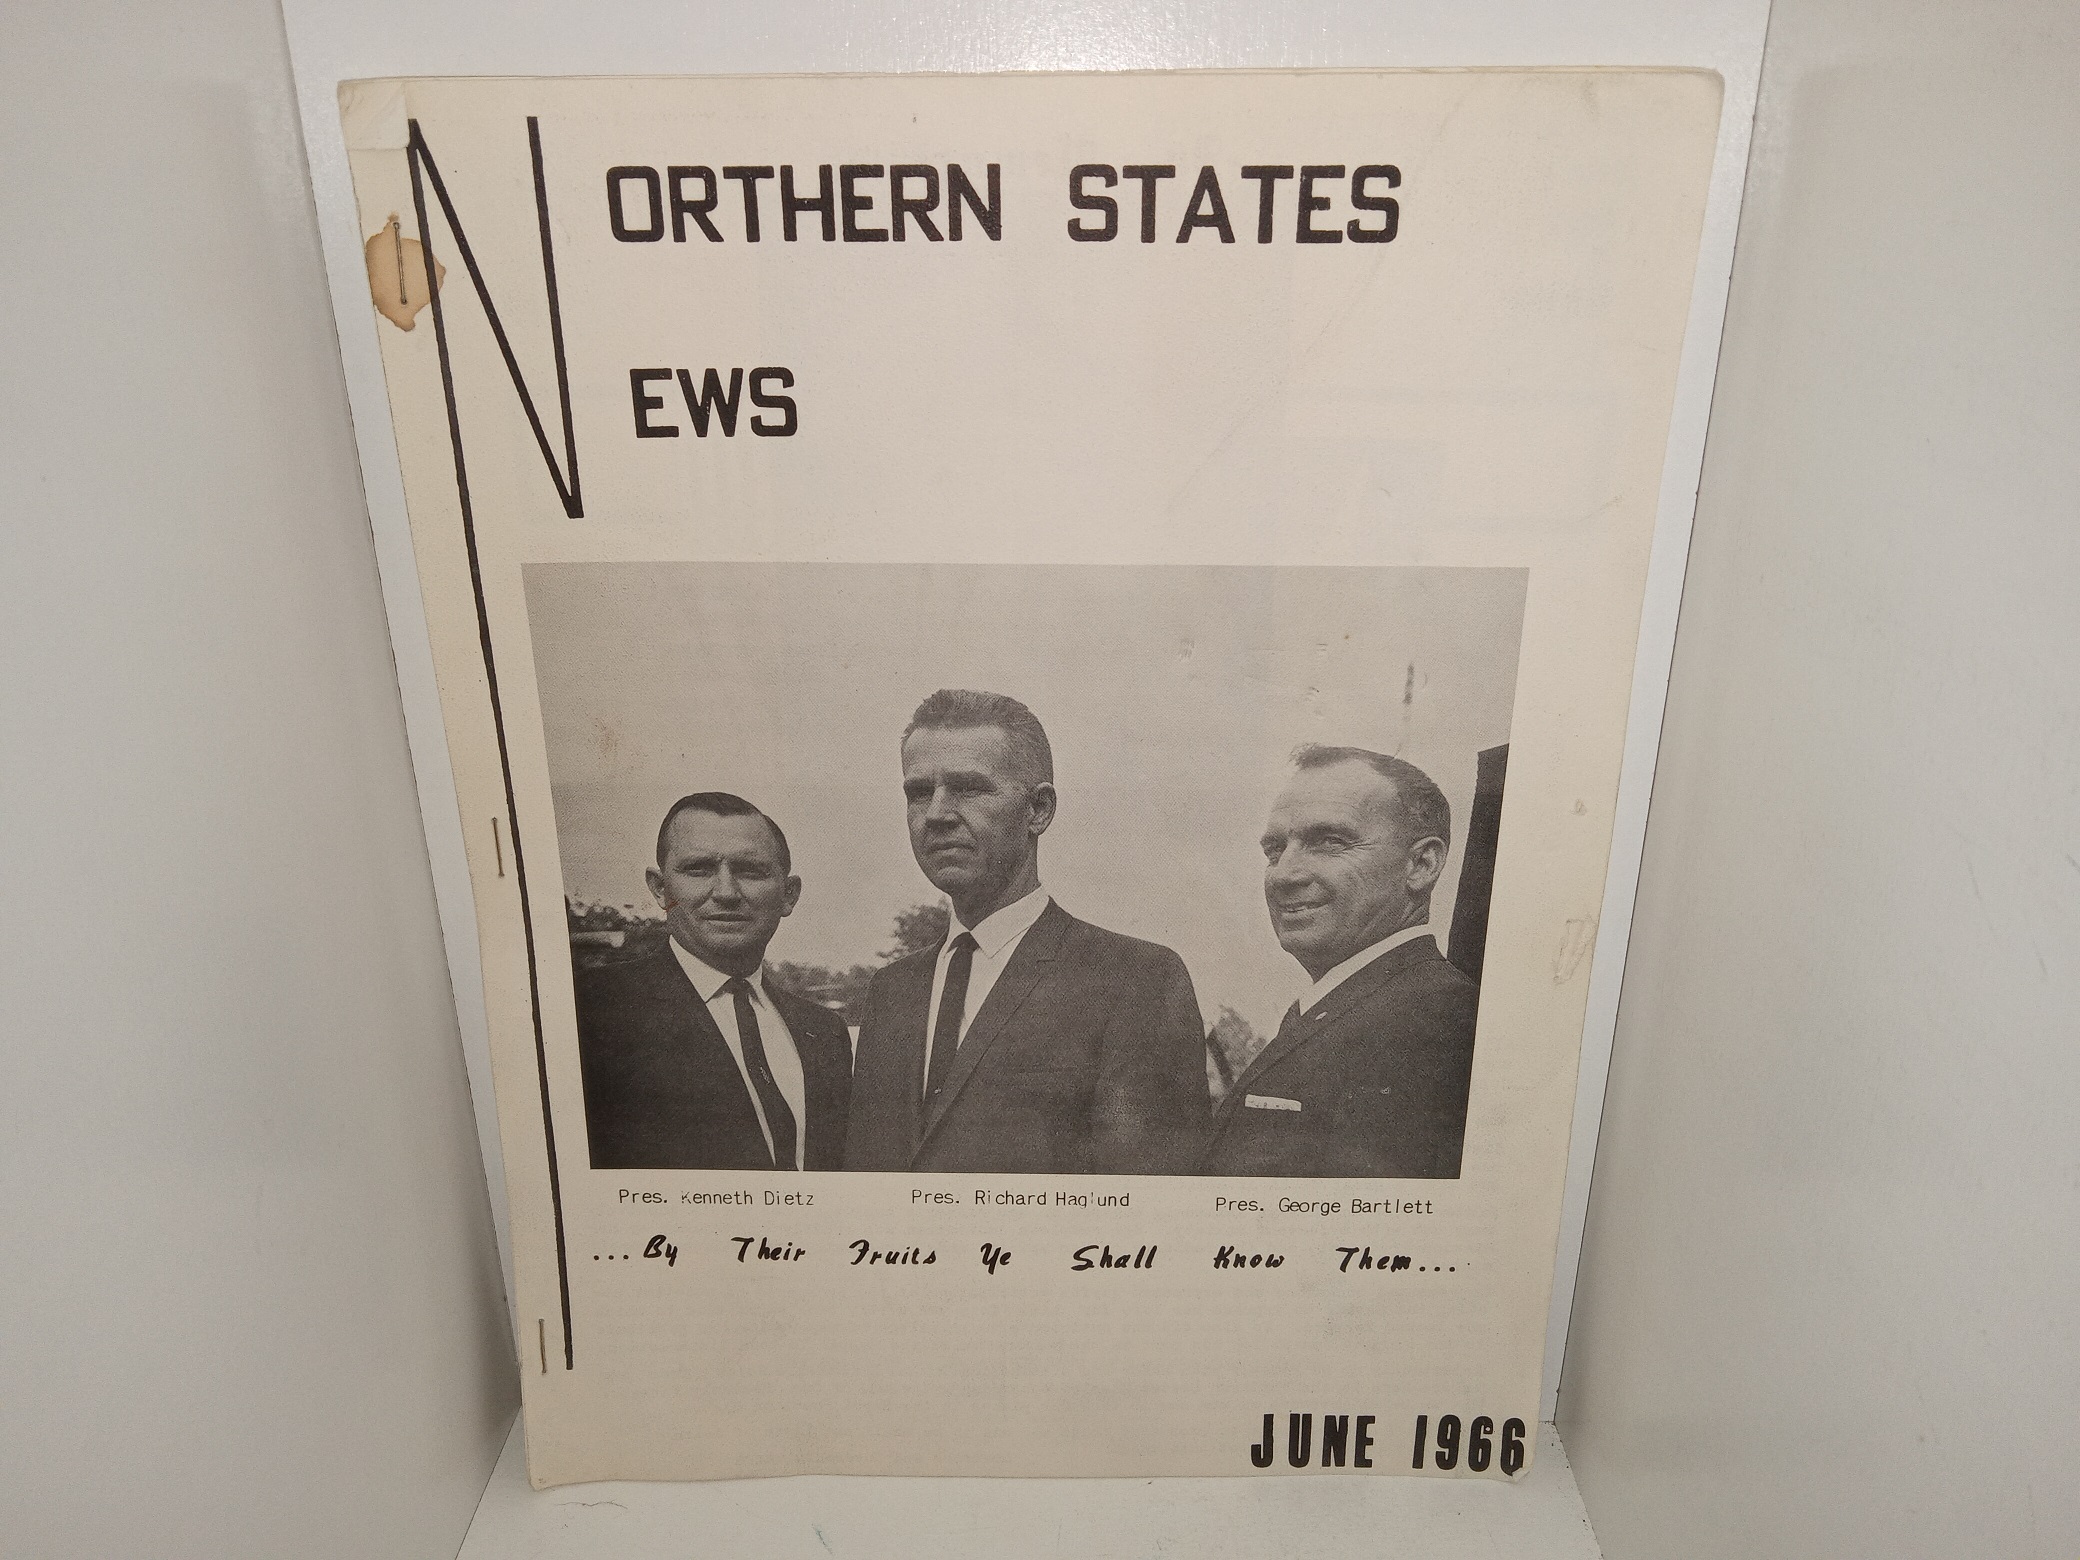 NORTHERN STATES
NEWS
Pres. Kenneth Dietz Pres. Richard Haglund Pres. George Bartlett
...By Their Fruits Ye Shall Know Them...
JUNE 1966